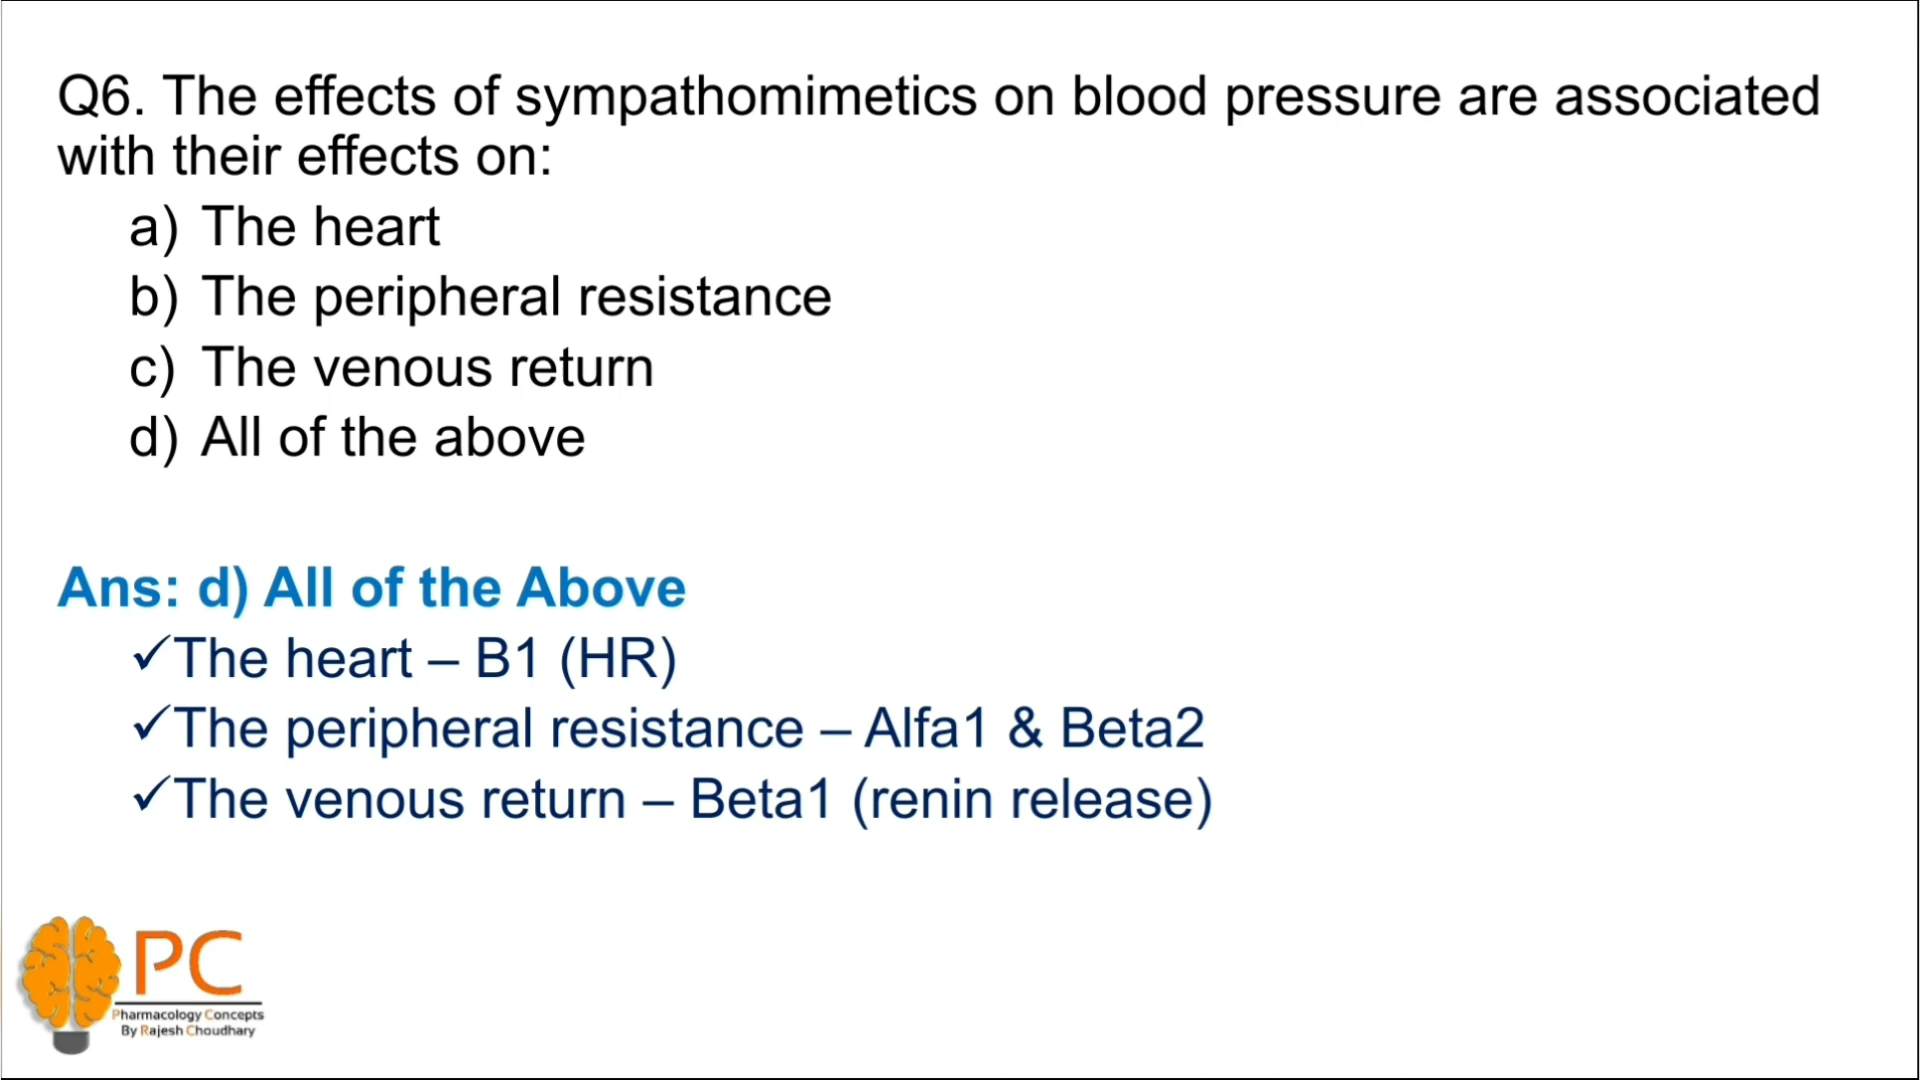 Q6. The effects of sympathomimetics on blood pressure are associated
with their effects on:
a) The heart
b) The peripheral resistance
c) The venous return
d) All of the above
Ans: d) All of the Above
✓The heart – B1 (HR)
✓The peripheral resistance – Alfa1 & Beta2
✓The venous return – Beta1 (renin release)
PC
Pharmacology Concepts
By Rajesh Choudhary